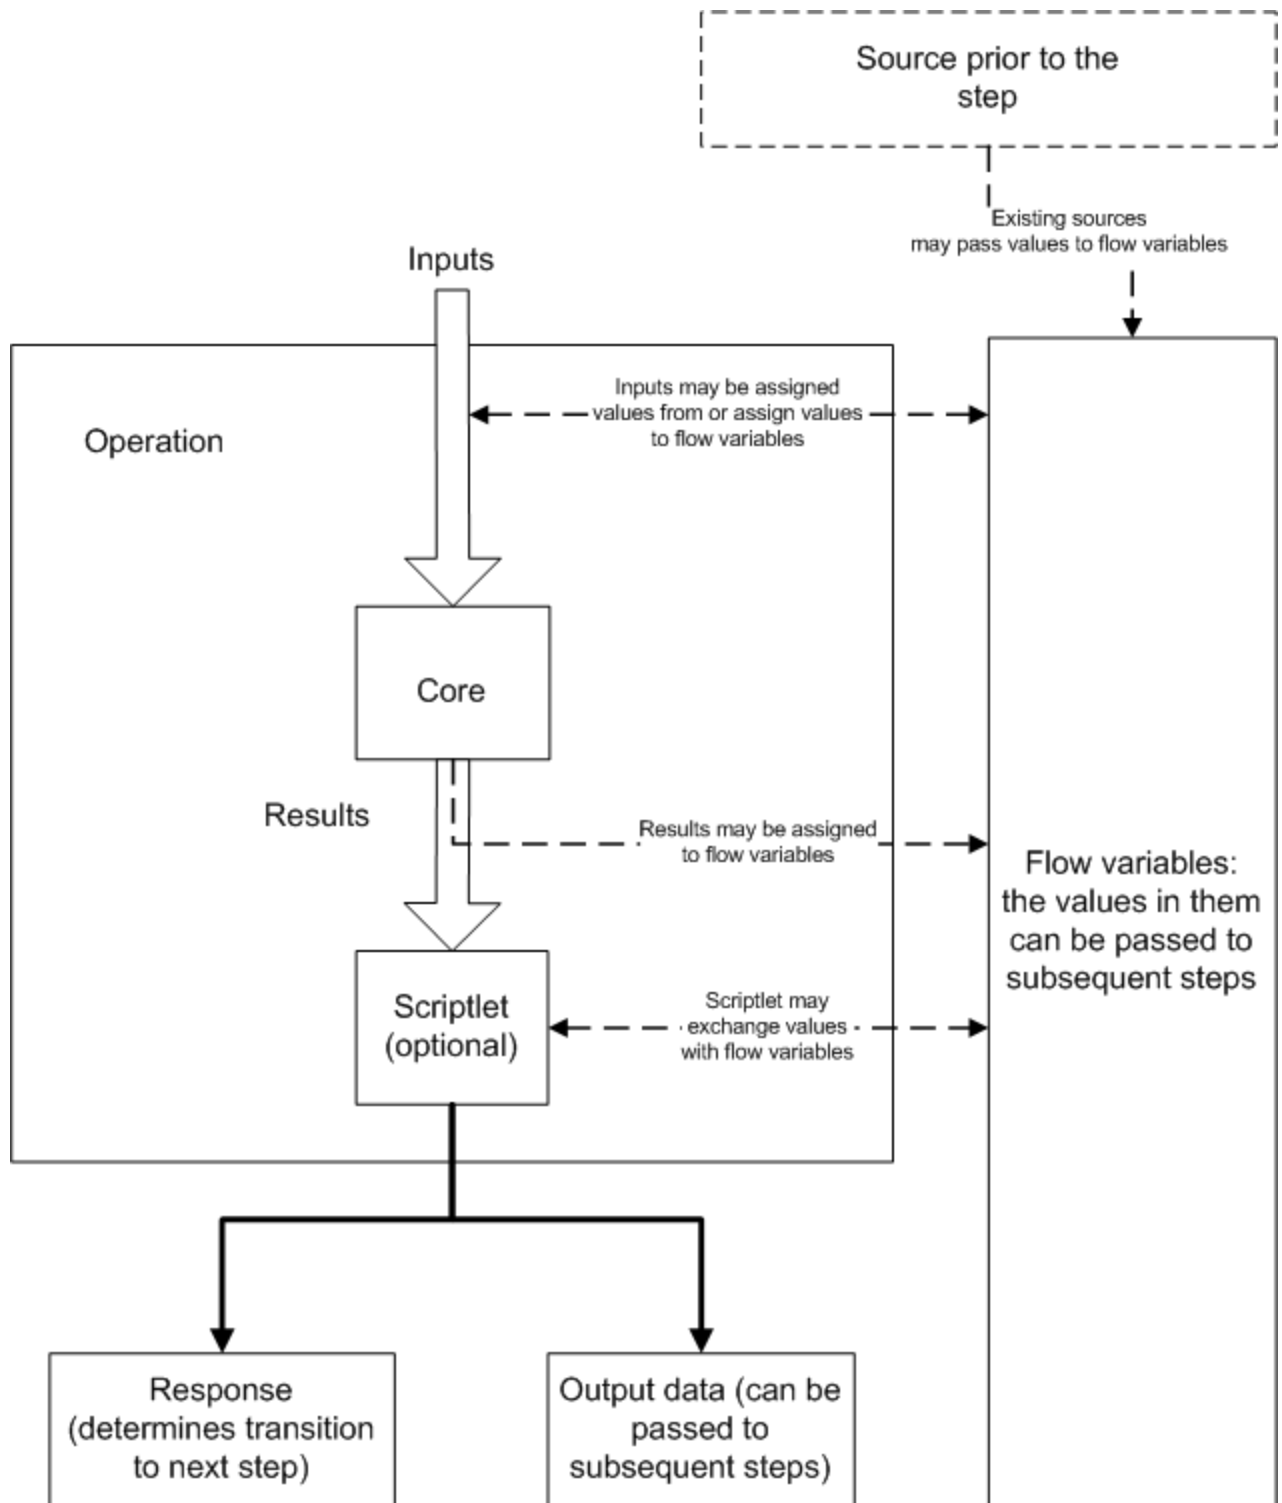 Source prior to the
step
Existing sources
may pass values to flow variables
Inputs
Inputs may be assigned
values from or assign values
to flow variables
Operation
Core
Results
Results may be assigned
to flow variables
Flow variables:
the values in them
can be passed to
subsequent steps
Scriptlet
(optional)
Scriptlet may
exchange values
with flow variables
Response
(determines transition
to next step)
Output data (can be
passed to
subsequent steps)